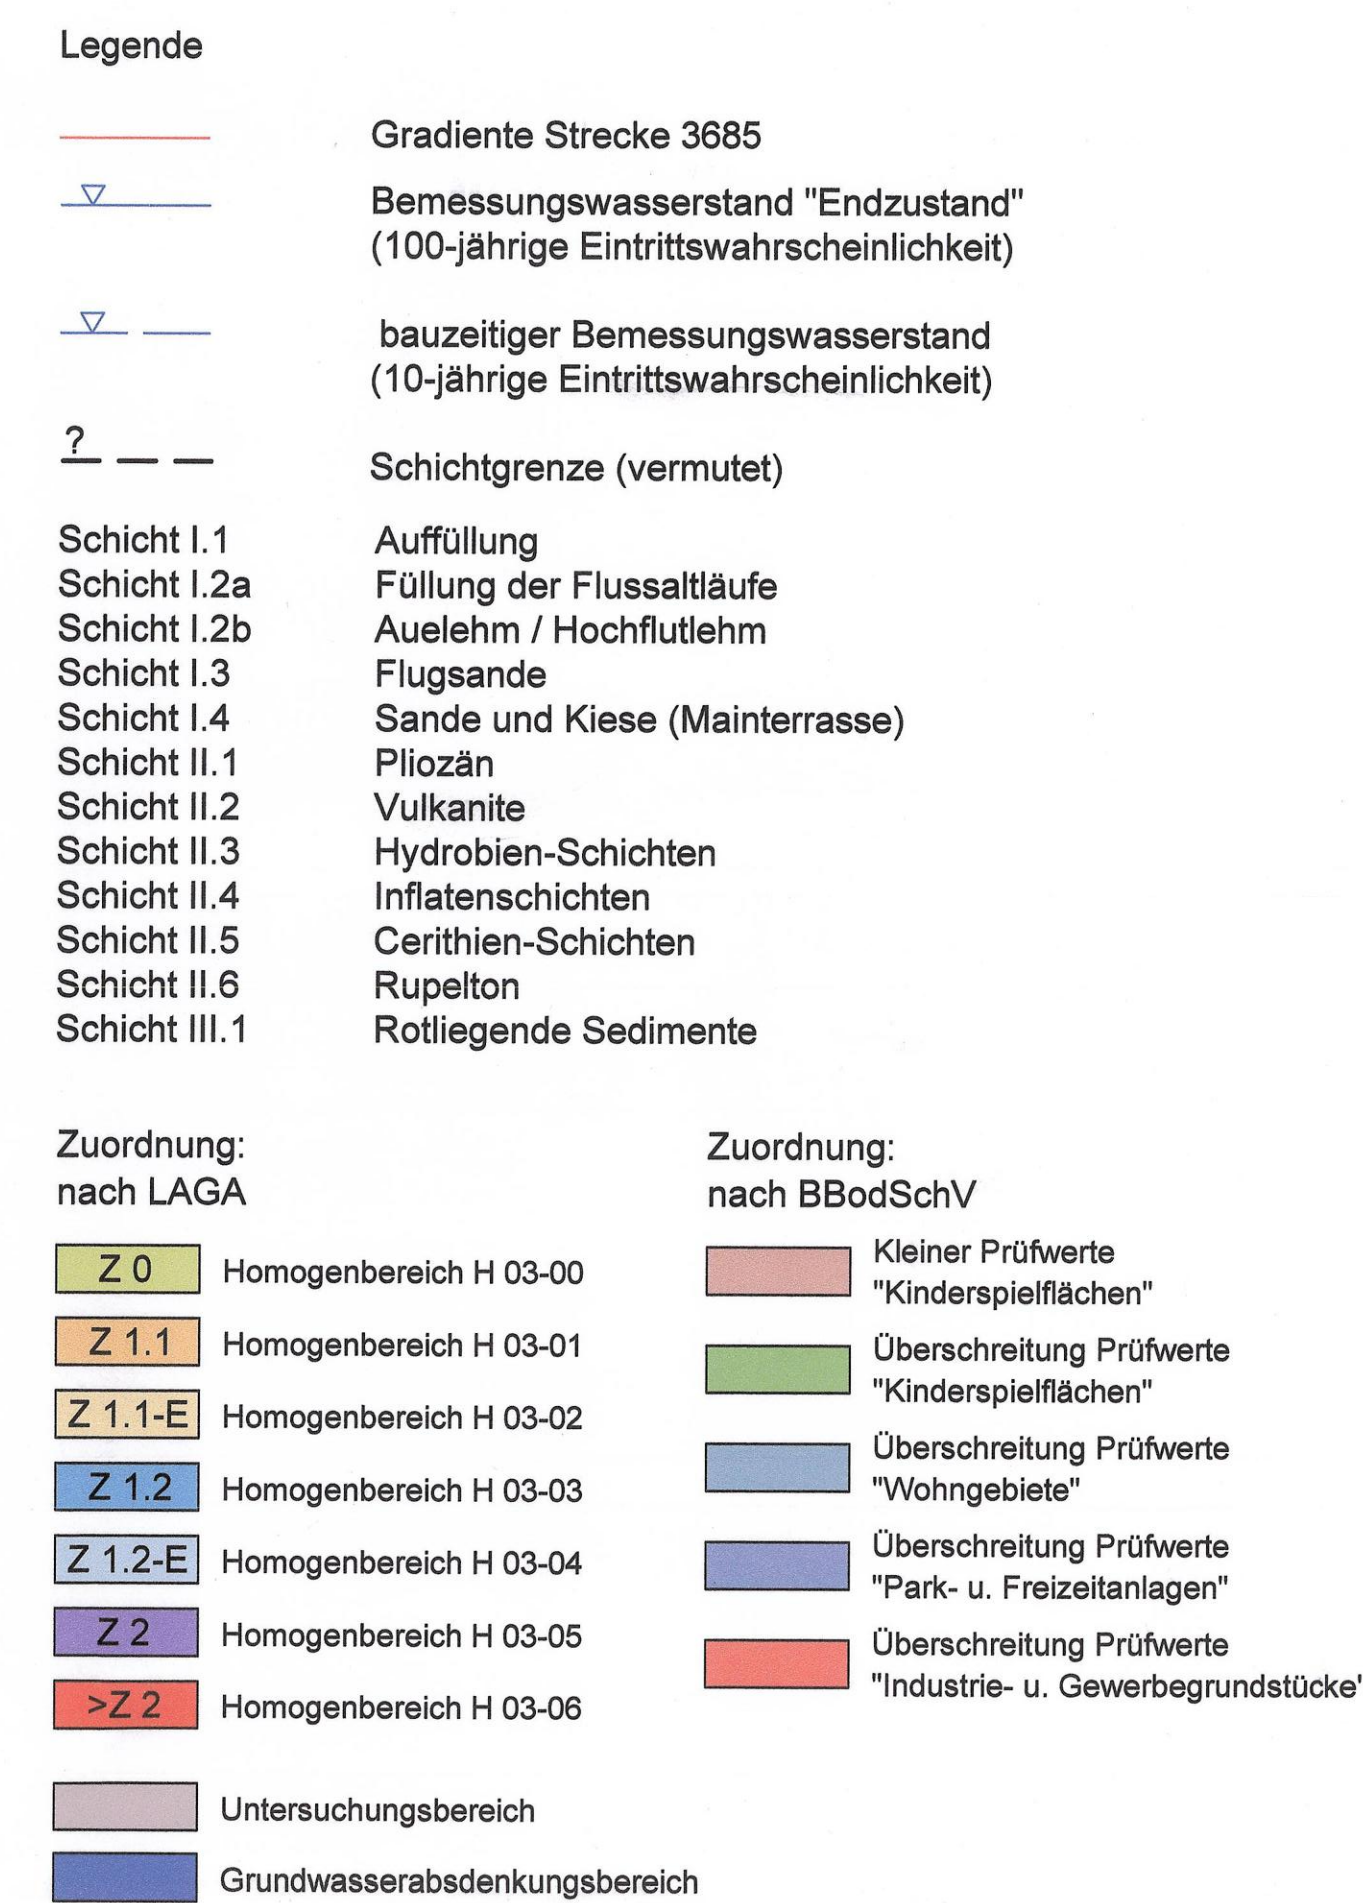 Legende
Gradiente Strecke 3685
Bemessungswasserstand "Endzustand"
(100-jährige Eintrittswahrscheinlichkeit)
bauzeitiger Bemessungswasserstand
(10-jährige Eintrittswahrscheinlichkeit)
?
Schichtgrenze (vermutet)
Schicht I.1 Auffüllung
Schicht I.2a Füllung der Flussaltläufe
Schicht I.2b Auelehm / Hochflutlehm
Schicht I.3 Flugsande
Schicht I.4 Sande und Kiese (Mainterrasse)
Schicht II.1 Pliozän
Schicht II.2 Vulkanite
Schicht II.3 Hydrobien-Schichten
Schicht II.4 Inflatenschichten
Schicht II.5 Cerithien-Schichten
Schicht II.6 Rupelton
Schicht III.1 Rotliegende Sedimente
Zuordnung:
nach LAGA
Z 0 Homogenbereich H 03-00
Z 1.1 Homogenbereich H 03-01
Z 1.1-E Homogenbereich H 03-02
Z 1.2 Homogenbereich H 03-03
Z 1.2-E Homogenbereich H 03-04
Z 2 Homogenbereich H 03-05
>Z 2 Homogenbereich H 03-06
Untersuchungsbereich
Grundwasserabsdenkungsbereich
Zuordnung:
nach BBodSchV
Kleiner Prüfwerte
"Kinderspielflächen"
Überschreitung Prüfwerte
"Kinderspielflächen"
Überschreitung Prüfwerte
"Wohngebiete"
Überschreitung Prüfwerte
"Park- u. Freizeitanlagen"
Überschreitung Prüfwerte
"Industrie- u. Gewerbegrundstücke'